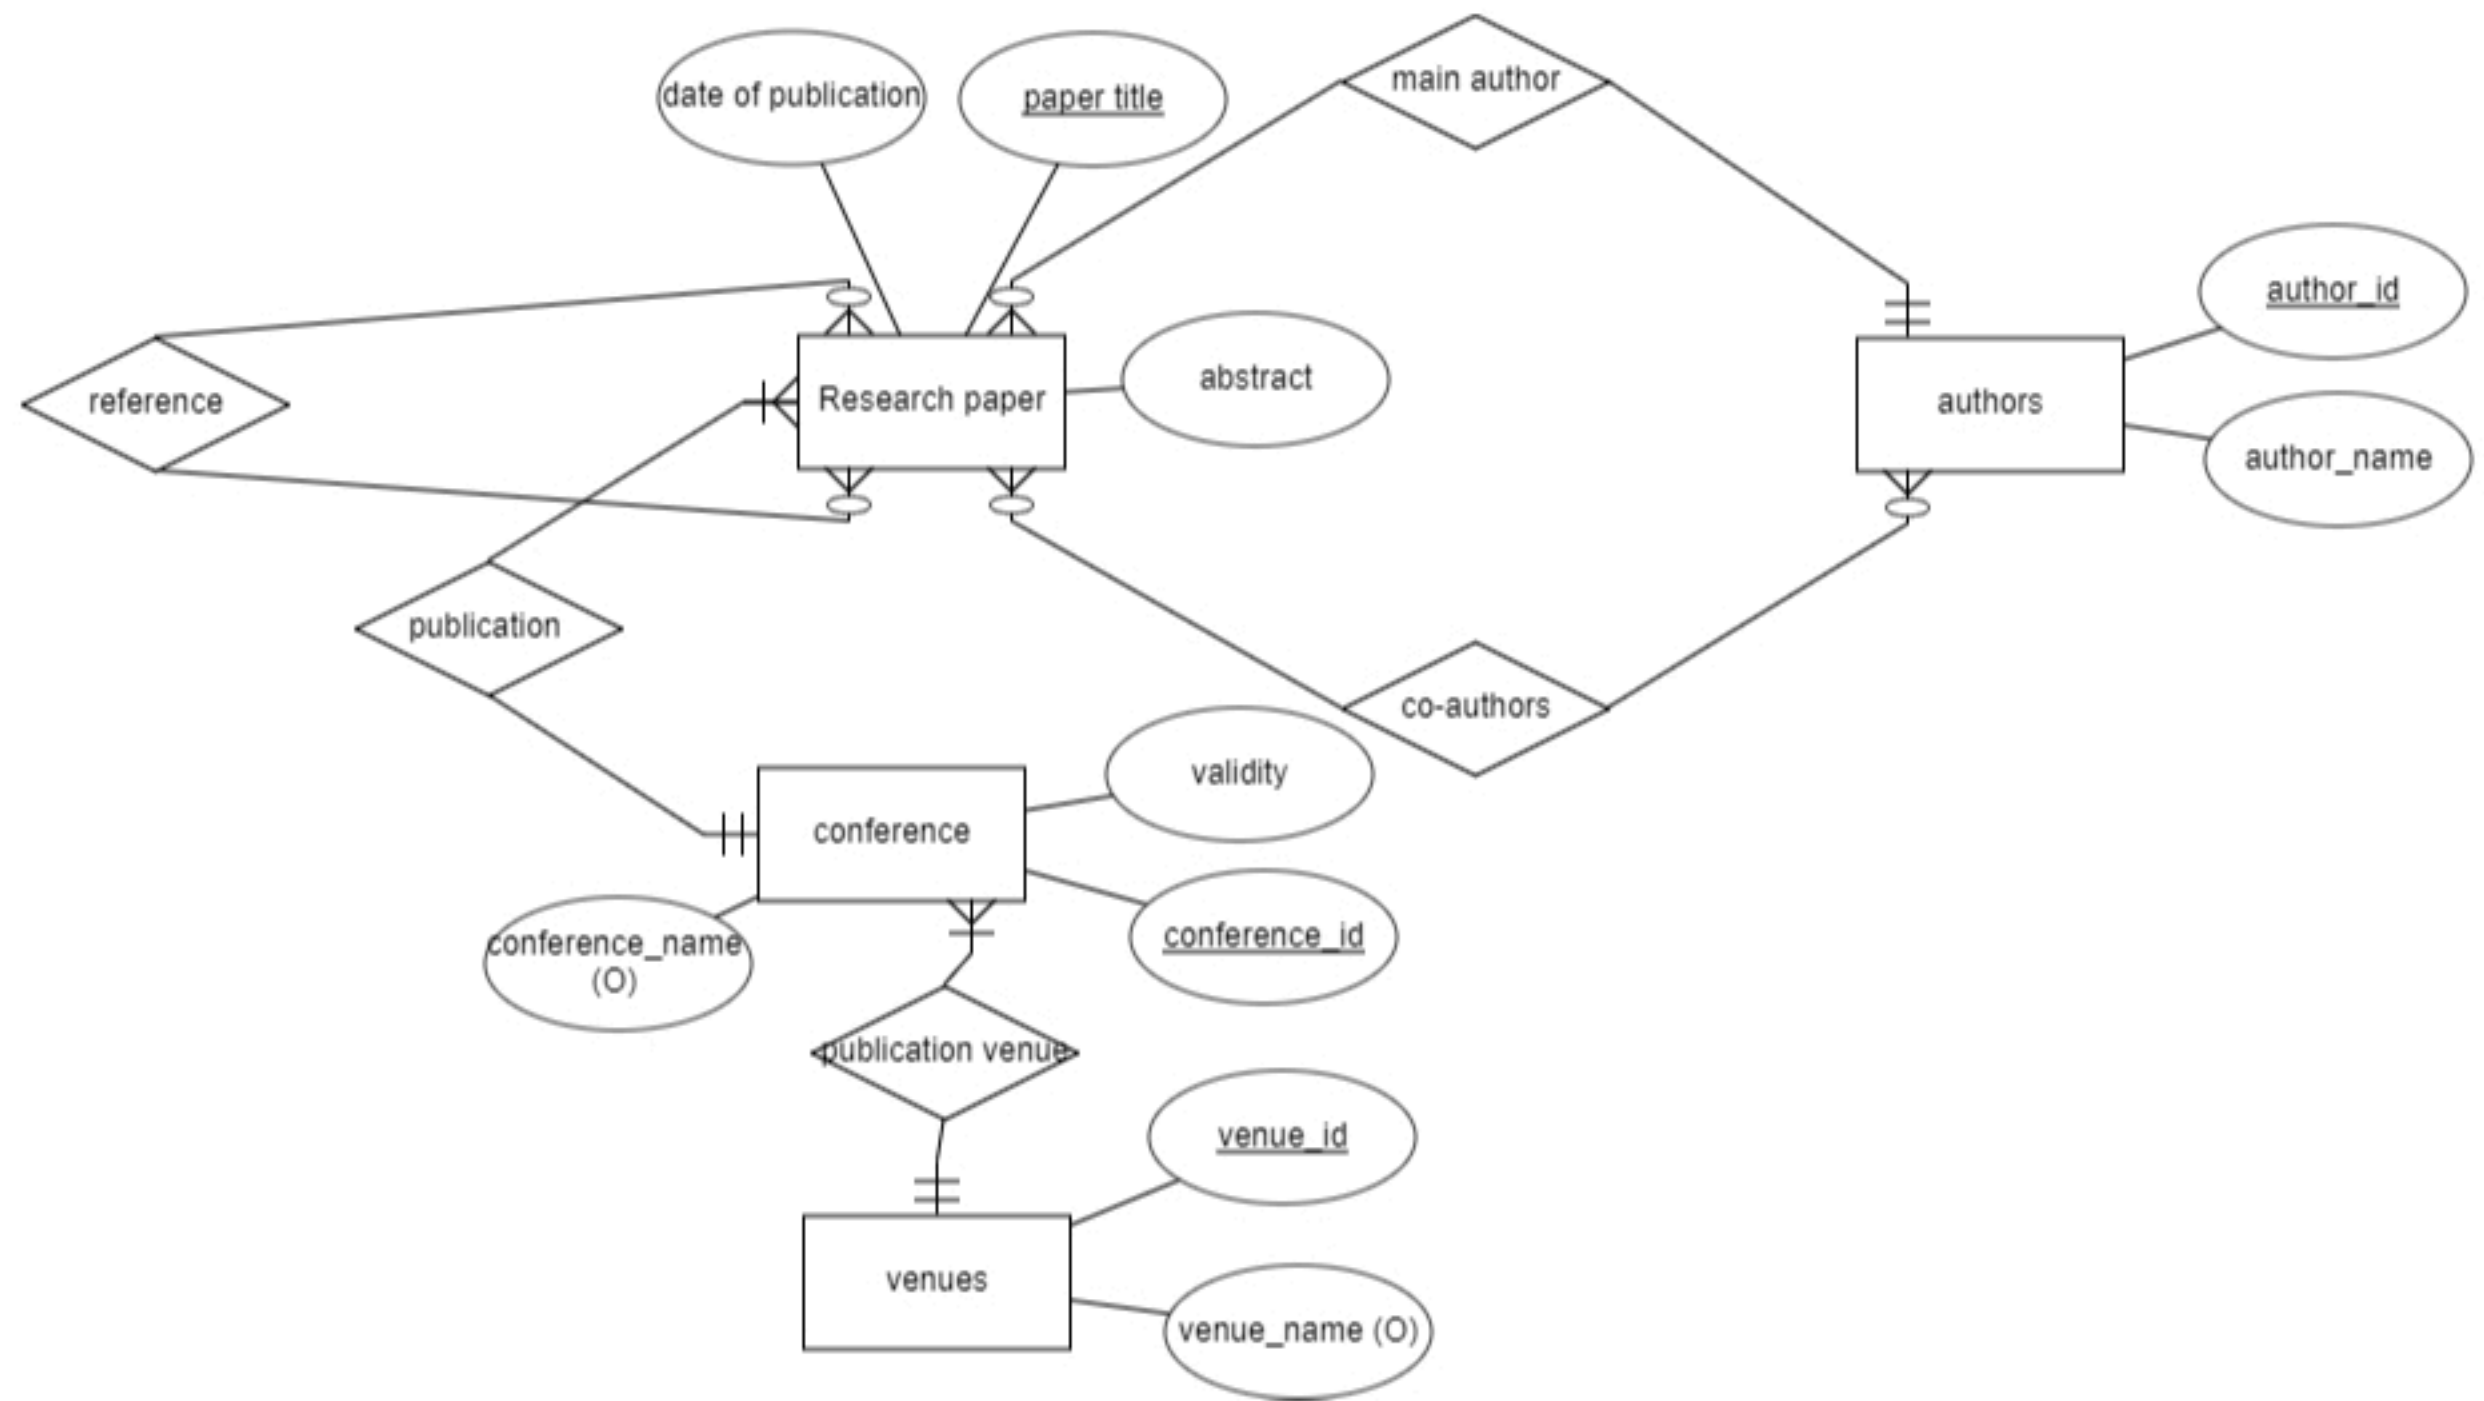 main author
date of publication
paper title
author_id
abstract
reference
Research paper
authors
author_name
publication
co-authors
validity
conference
conference_name
(O)
conference_id
publication venue
venue_id
venues
venue_name (O)